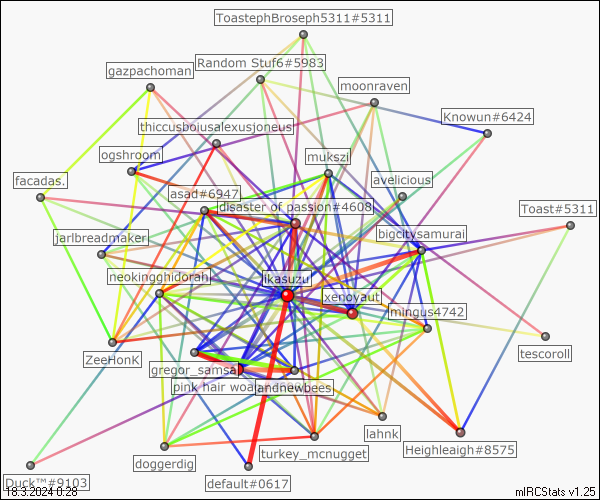 ToastephBroseph5311#5311
Random Stuf6#5983
gazpachoman
moonraven
Knowun#6424
thiccusboiusalexusjoneus
ogshroom
mukszil
avelicious
facadas.
asad#6947
disaster of passion#4608
Toast#5311
jarlbreadmaker
bigcitysamurai
neokingghidorah
ikasuzu
xenoyaut
mingus4742
ZeeHonK
tescoroll
gregor_samsa
pink hair woa
andnewbees
lahnk
turkey_mcnugget
Heighleaigh#8575
doggerdig
Duck™#9103
default#0617
18.3.2024 0:28
mIRCStats v1.25